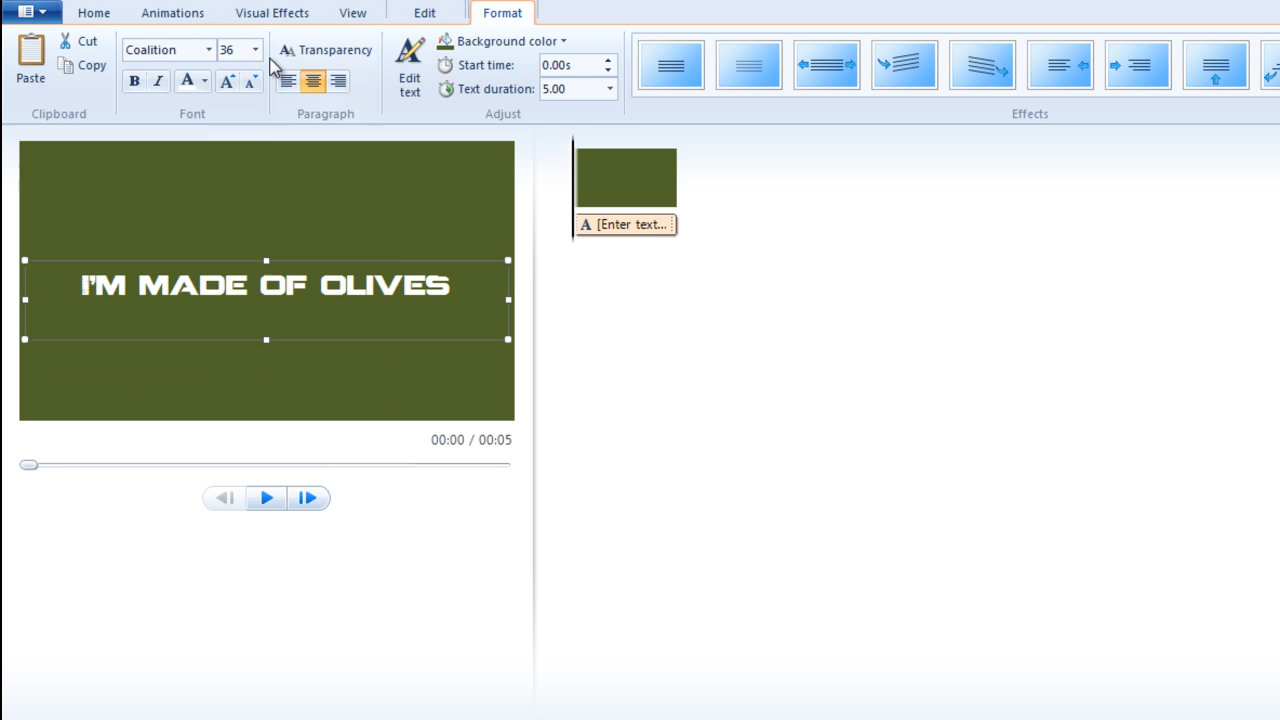 Home Animations Visual Effects View Edit Format
Paste
Cut
Copy
Clipboard
Coalition 36
B I A A A
Font
AA Transparency
Paragraph
Edit
text
Background color
Start time: 0.00s
Text duration: 5.00
Adjust
Effects
I'M MADE OF OLIVES
00:00 / 00:05
A [Enter text...